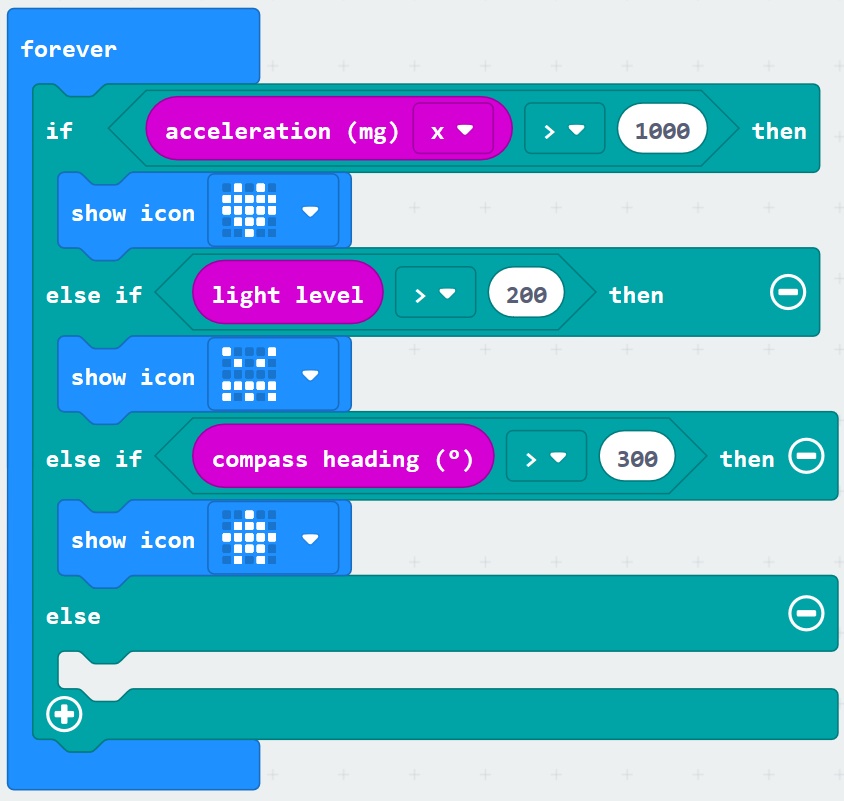 forever
if acceleration (mg) x > 1000 then
show icon
else if light level > 200 then
show icon
else if compass heading (º) > 300 then
show icon
else